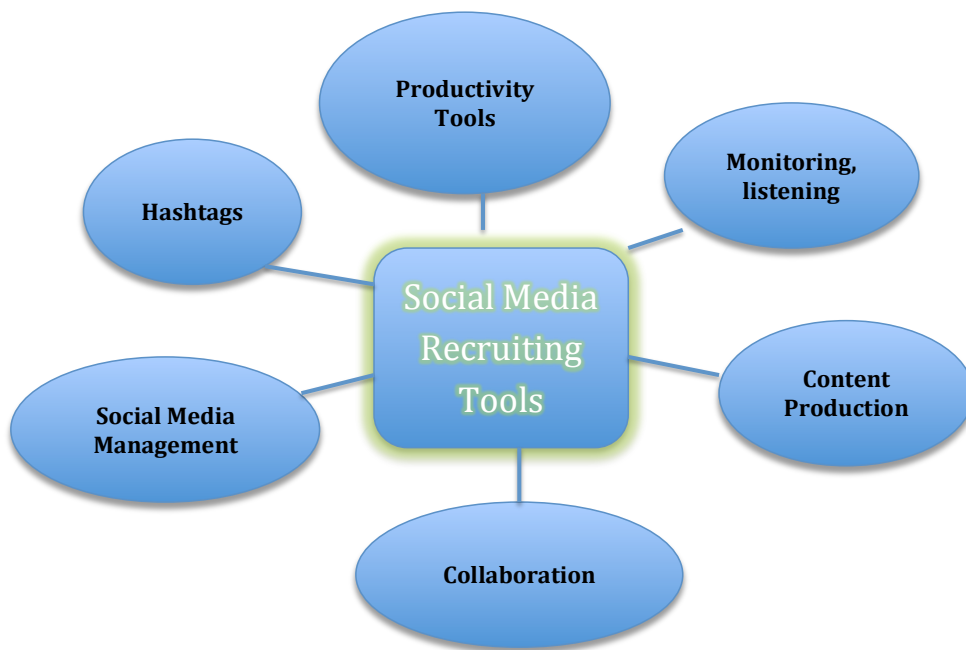 Productivity
Tools
Monitoring,
listening
Hashtags
Social Media
Recruiting
Tools
Content
Production
Social Media
Management
Collaboration